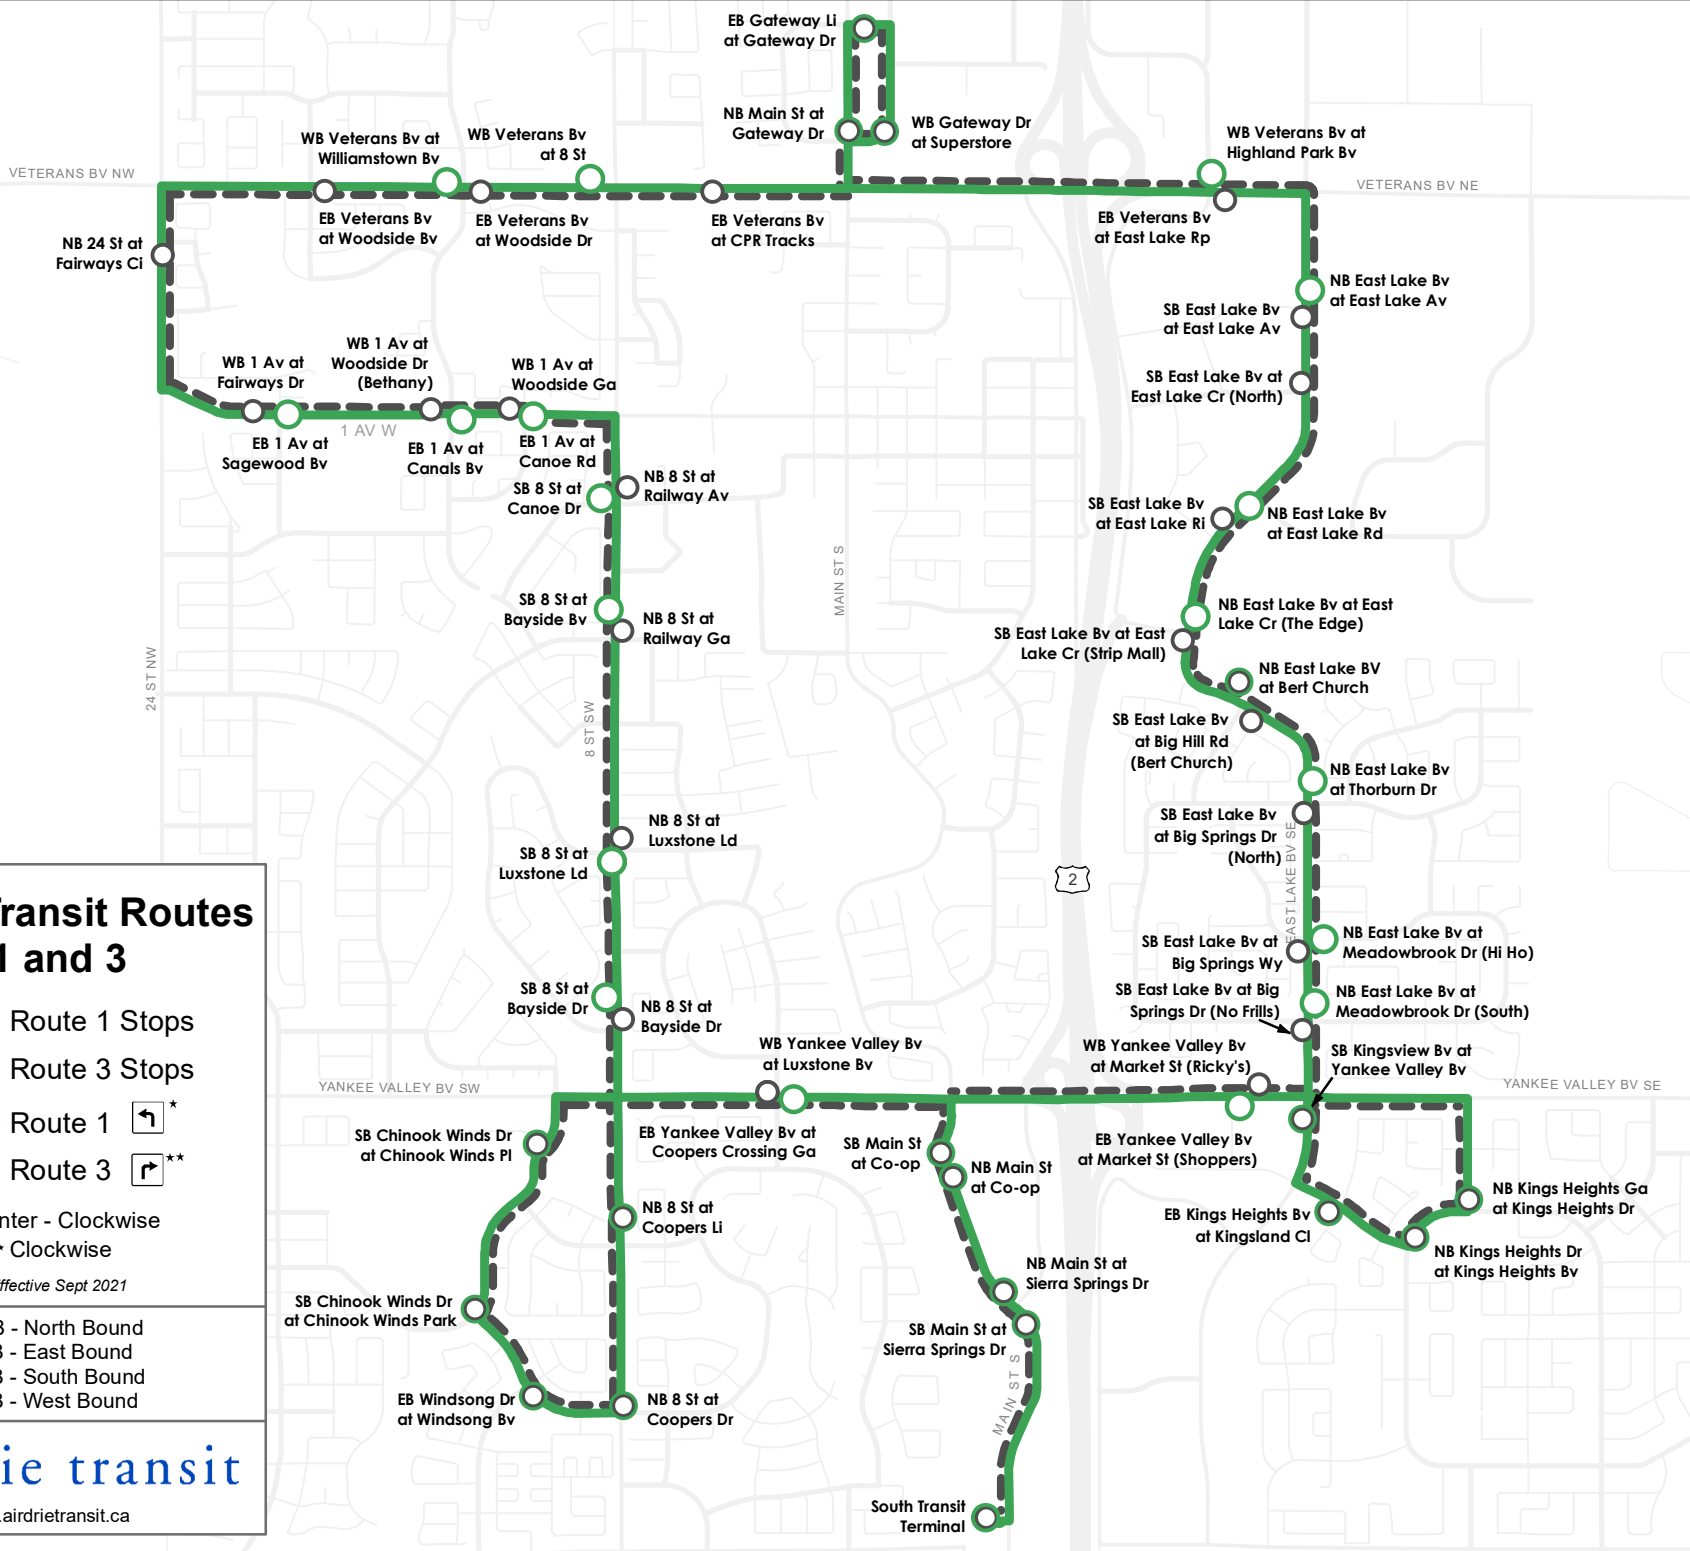 EB Gateway Li
at Gateway Dr
NB Main St at
Gateway Dr
WB Gateway Dr
at Superstore
WB Veterans Bv at
Williamstown Bv
WB Veterans Bv
at 8 St
WB Veterans Bv at
Highland Park Bv
VETERANS BV NW
VETERANS BV NE
EB Veterans Bv
at Woodside Bv
EB Veterans Bv
at Woodside Dr
EB Veterans Bv
at CPR Tracks
EB Veterans Bv
at East Lake Rp
NB 24 St at
Fairways Ci
NB East Lake Bv
at East Lake Av
SB East Lake Bv
at East Lake Av
WB 1 Av at
Fairways Dr
WB 1 Av at
Woodside Dr
(Bethany)
WB 1 Av at
Woodside Ga
SB East Lake Bv at
East Lake Cr (North)
1 AV W
EB 1 Av at
Sagewood Bv
EB 1 Av at
Canals Bv
EB 1 Av at
Canoe Rd
SB 8 St at
Canoe Dr
NB 8 St at
Railway Av
SB East Lake Bv
at East Lake Ri
NB East Lake Bv
at East Lake Rd
MAIN ST S
SB 8 St at
Bayside Bv
NB 8 St at
Railway Ga
NB East Lake Bv at East
Lake Cr (The Edge)
SB East Lake Bv at East
Lake Cr (Strip Mall)
24 ST NW
8 ST SW
NB East Lake BV
at Bert Church
SB East Lake Bv
at Big Hill Rd
(Bert Church)
NB East Lake Bv
at Thorburn Dr
SB East Lake Bv
at Big Springs Dr
(North)
EAST LAKE BV SE
NB 8 St at
Luxstone Ld
SB 8 St at
Luxstone Ld
2
NB East Lake Bv at
Meadowbrook Dr (Hi Ho)
SB East Lake Bv at
Big Springs Wy
SB East Lake Bv at Big
Springs Dr (No Frills)
NB East Lake Bv at
Meadowbrook Dr (South)
SB 8 St at
Bayside Dr
NB 8 St at
Bayside Dr
WB Yankee Valley Bv
at Luxstone Bv
WB Yankee Valley Bv
at Market St (Ricky's)
SB Kingsview Bv at
Yankee Valley Bv
YANKEE VALLEY BV SW
YANKEE VALLEY BV SE
SB Chinook Winds Dr
at Chinook Winds Pl
EB Yankee Valley Bv at
Coopers Crossing Ga
SB Main St
at Co-op
NB Main St
at Co-op
EB Yankee Valley Bv
at Market St (Shoppers)
NB 8 St at
Coopers Li
EB Kings Heights Bv
at Kingsland Cl
NB Kings Heights Ga
at Kings Heights Dr
NB Kings Heights Dr
at Kings Heights Bv
NB Main St at
Sierra Springs Dr
SB Chinook Winds Dr
at Chinook Winds Park
SB Main St at
Sierra Springs Dr
MAIN ST S
EB Windsong Dr
at Windsong Bv
NB 8 St at
Coopers Dr
South Transit
Terminal
ransit Routes
1 and 3
Route 1 Stops
Route 3 Stops
Route 1 *
Route 3 **
nter - Clockwise
* Clockwise
ffective Sept 2021
B - North Bound
B - East Bound
B - South Bound
B - West Bound
ie transit
.airdrietransit.ca